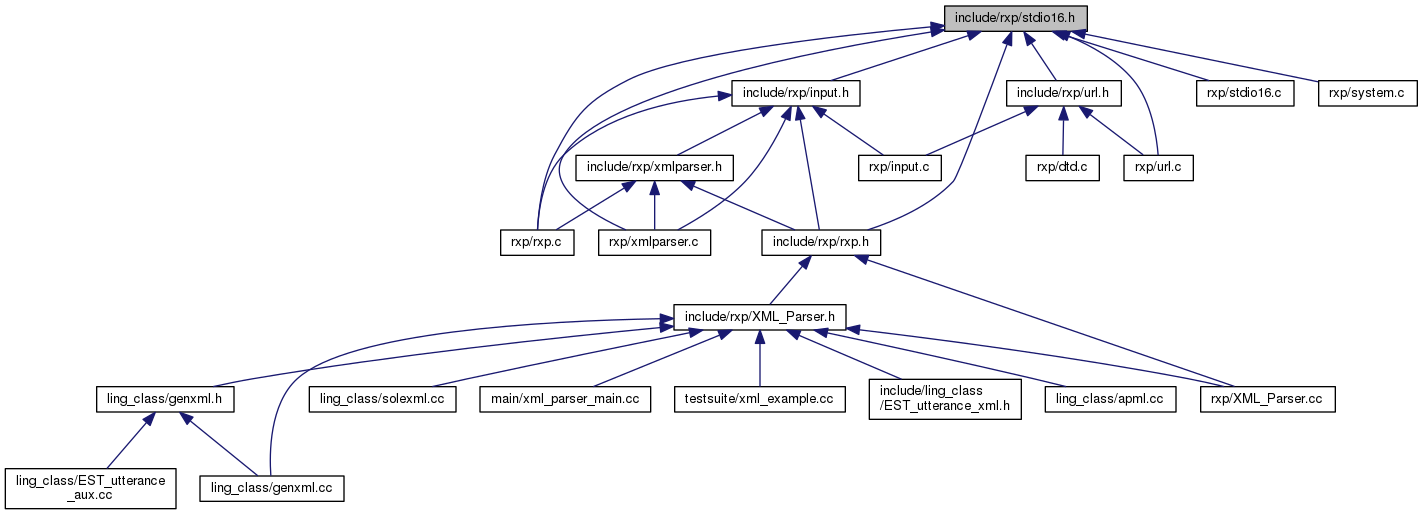 include/rxp/stdio16.h
include/rxp/input.h
include/rxp/url.h
rxp/stdio16.c
rxp/system.c
include/rxp/xmlparser.h
rxp/input.c
rxp/dtd.c
rxp/url.c
rxp/rxp.c
rxp/xmlparser.c
include/rxp/rxp.h
include/rxp/XML_Parser.h
ling_class/genxml.h
ling_class/solexml.cc
main/xml_parser_main.cc
testsuite/xml_example.cc
include/ling_class
/EST_utterance_xml.h
ling_class/apml.cc
rxp/XML_Parser.cc
ling_class/EST_utterance
_aux.cc
ling_class/genxml.cc